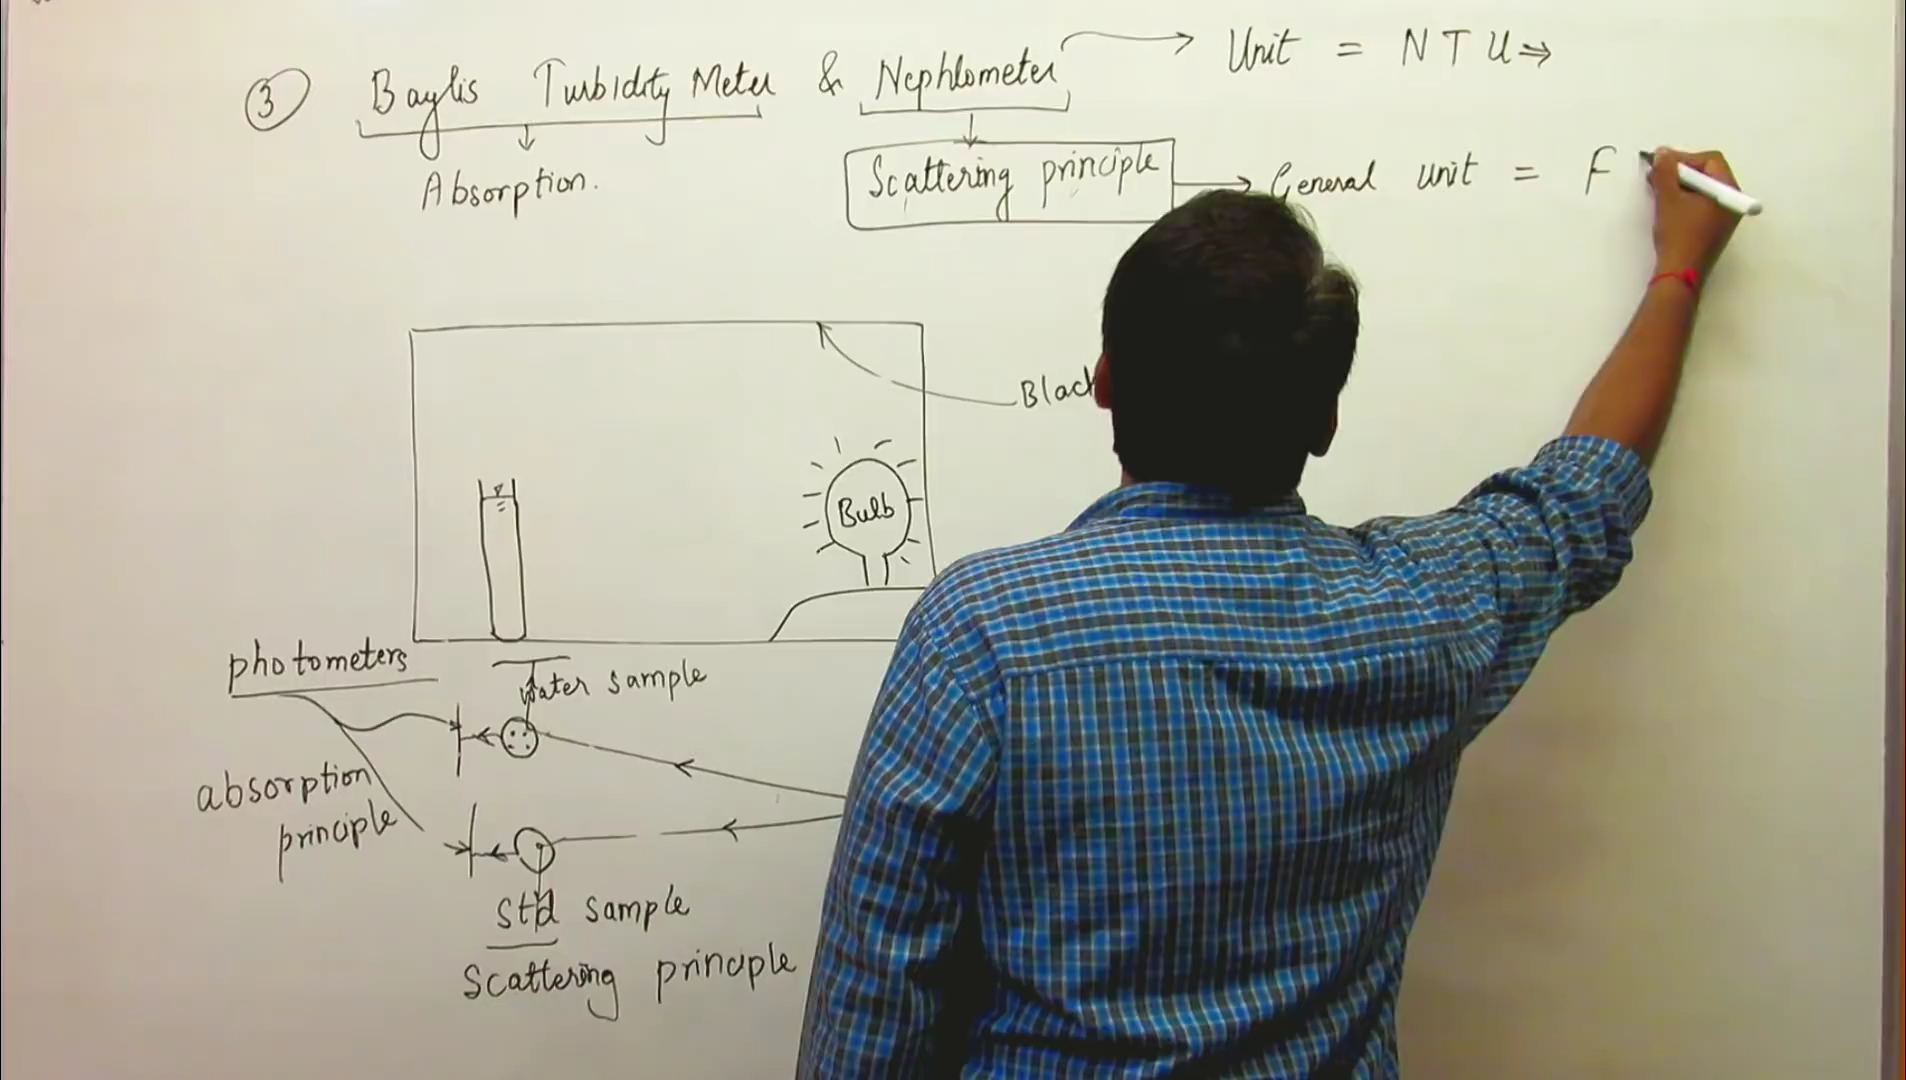 ③ Baylis Turbidity Meter & Nephlometer → Unit = N T U ⇒
Absorption.
Scattering principle → General unit = F
Black
Bulb
photometers
water sample
absorption
principle
std sample
Scattering principle